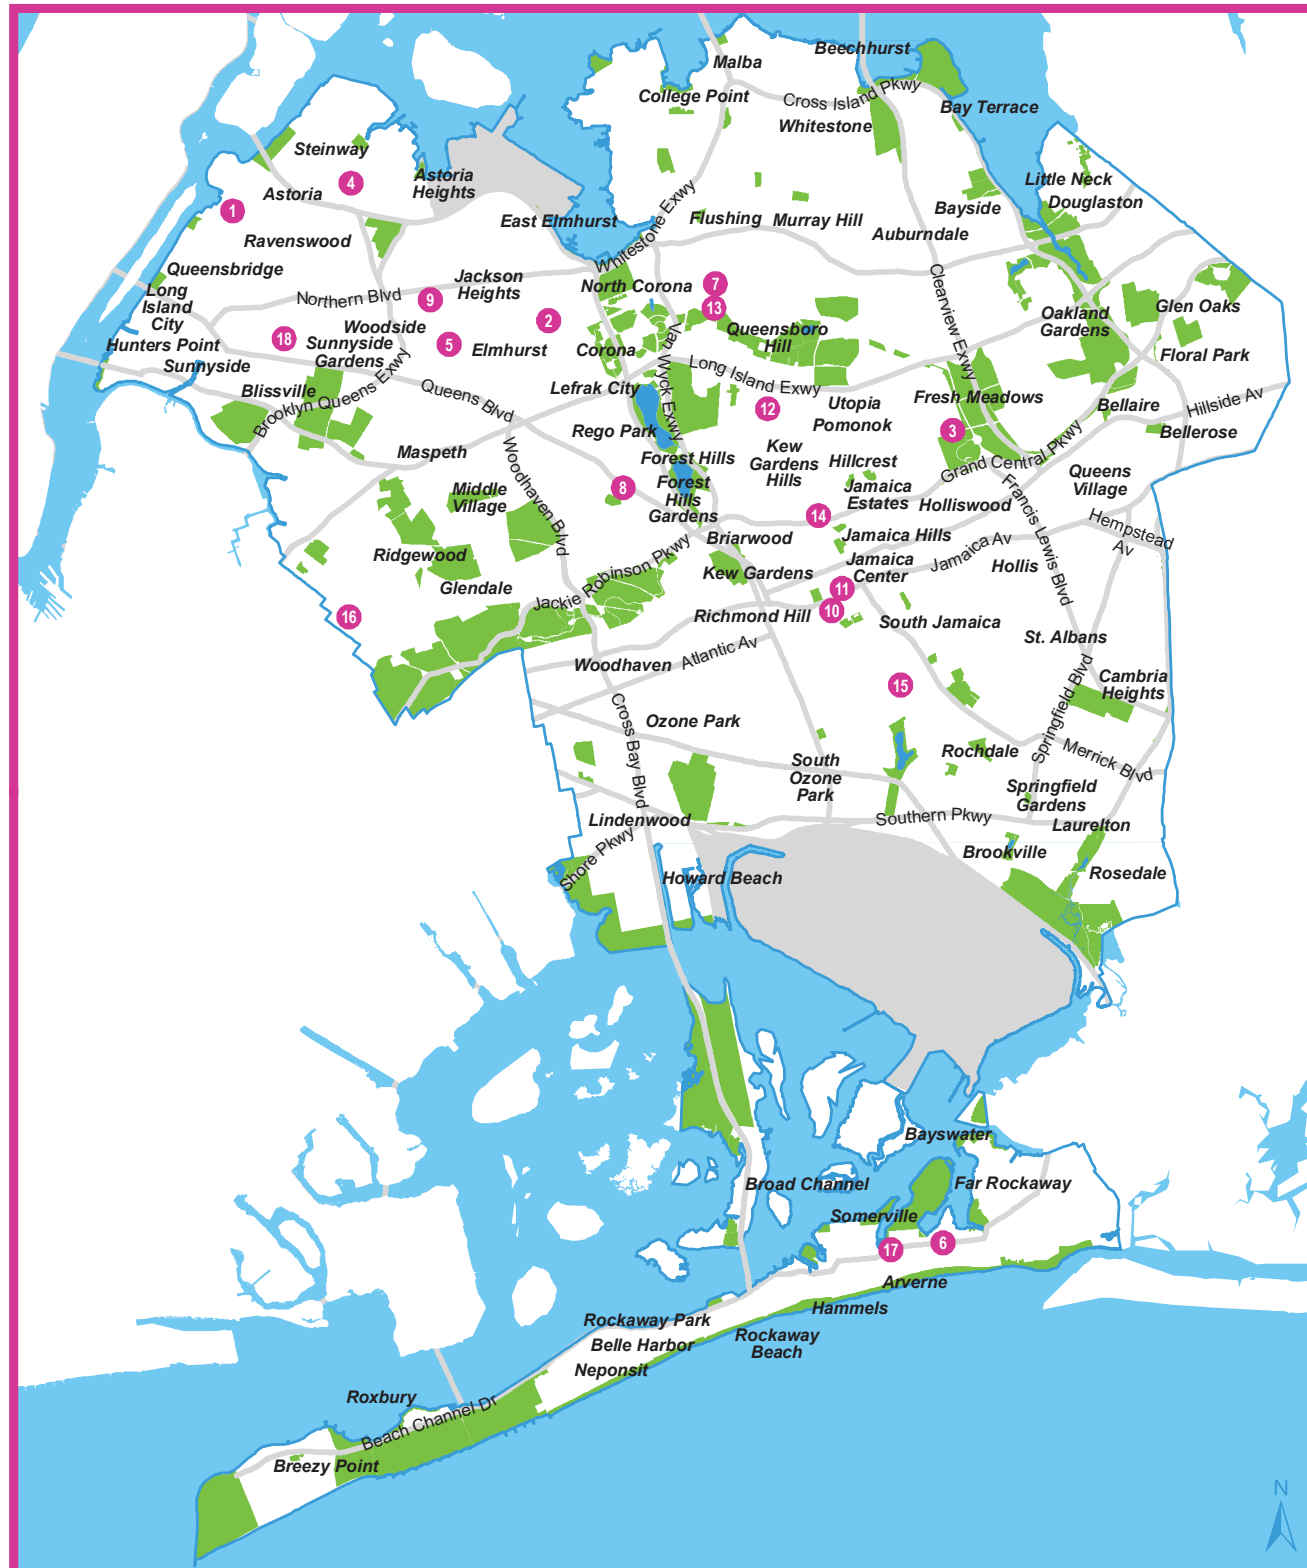 Beechhurst
Malba
College Point
Cross Island Pkwy
Whitestone
Bay Terrace
Steinway
Astoria
Heights
4
Astoria
1
Little Neck
Douglaston
Bayside
East Elmhurst
Whitestone Exwy
Flushing
Murray Hill
Auburndale
Ravenswood
Queensbridge
Long
Island
City
Northern Blvd
Jackson
Heights
9
North Corona
7
13
Clearview Exwy
Glen Oaks
Oakland
Gardens
2
Woodside
5
Elmhurst
18
Sunnyside
Gardens
Hunters Point
Sunnyside
Corona
Van Wyck Exwy
Queensboro
Hill
Floral Park
Blissville
Brooklyn Queens Exwy
Queens Blvd
Lefrak City
Long Island Exwy
12
Utopia
Pomonok
Fresh Meadows
Bellaire
Hillside Av
Bellerose
3
Rego Park
Maspeth
Woodhaven Blvd
Forest Hills
Kew
Gardens
Hills
Hillcrest
Grand Central Pkwy
Queens
Village
8
Forest
Hills
Gardens
Jamaica
Estates
Holliswood
Francis Lewis Blvd
Middle
Village
14
Hempstead
Av
Briarwood
Jamaica Hills
Jamaica Av
Hollis
Ridgewood
Glendale
Jackie Robinson Pkwy
Kew Gardens
Jamaica
Center
11
10
16
Richmond Hill
South Jamaica
St. Albans
Woodhaven
Atlantic Av
15
Cambria
Heights
Springfield Blvd
Cross Bay Blvd
Ozone Park
Rochdale
Merrick Blvd
South
Ozone
Park
Springfield
Gardens
Southern Pkwy
Laurelton
Lindenwood
Shore Pkwy
Brookville
Rosedale
Howard Beach
Bayswater
Broad Channel
Far Rockaway
Somerville
17
6
Arverne
Hammels
Rockaway Park
Rockaway
Beach
Belle Harbor
Neponsit
Roxbury
Beach Channel Dr
Breezy Point
N